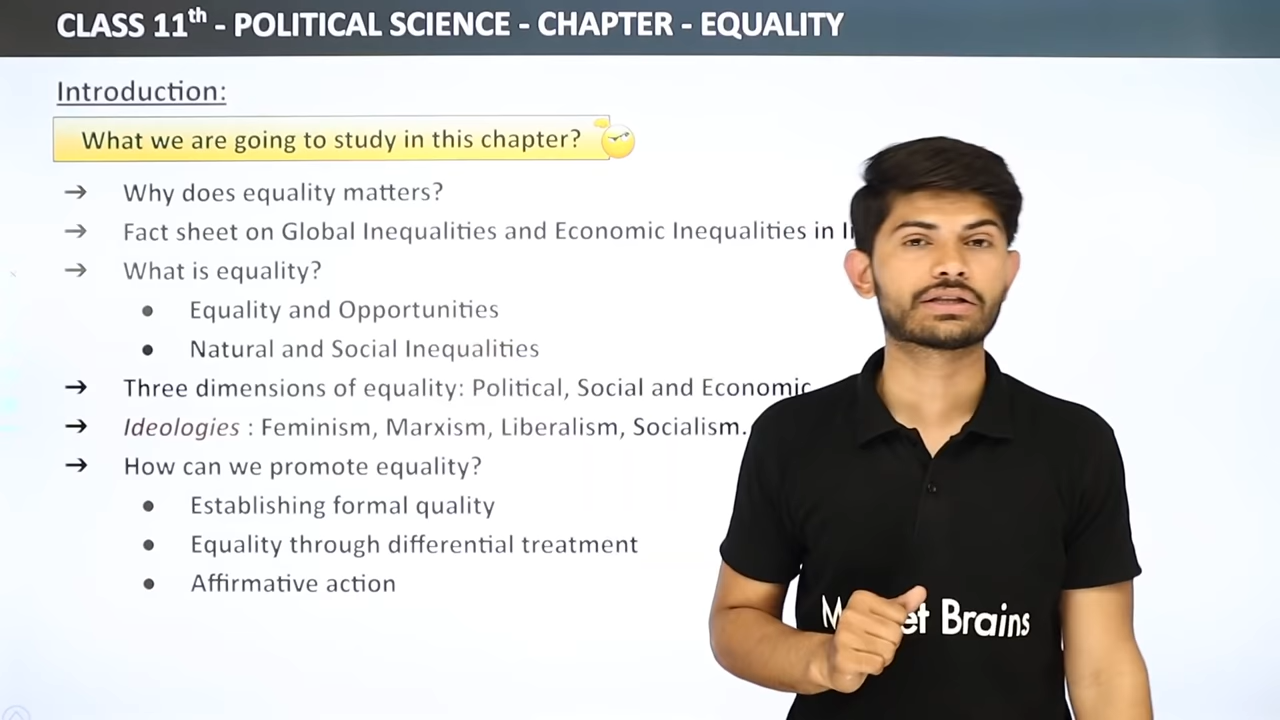 CLASS 11th - POLITICAL SCIENCE - CHAPTER - EQUALITY
Introduction:
What we are going to study in this chapter?
→ Why does equality matters?
→ Fact sheet on Global Inequalities and Economic Inequalities in
→ What is equality?
● Equality and Opportunities
● Natural and Social Inequalities
→ Three dimensions of equality: Political, Social and Economic
→ Ideologies : Feminism, Marxism, Liberalism, Socialism.
→ How can we promote equality?
● Establishing formal quality
● Equality through differential treatment
● Affirmative action
Brains